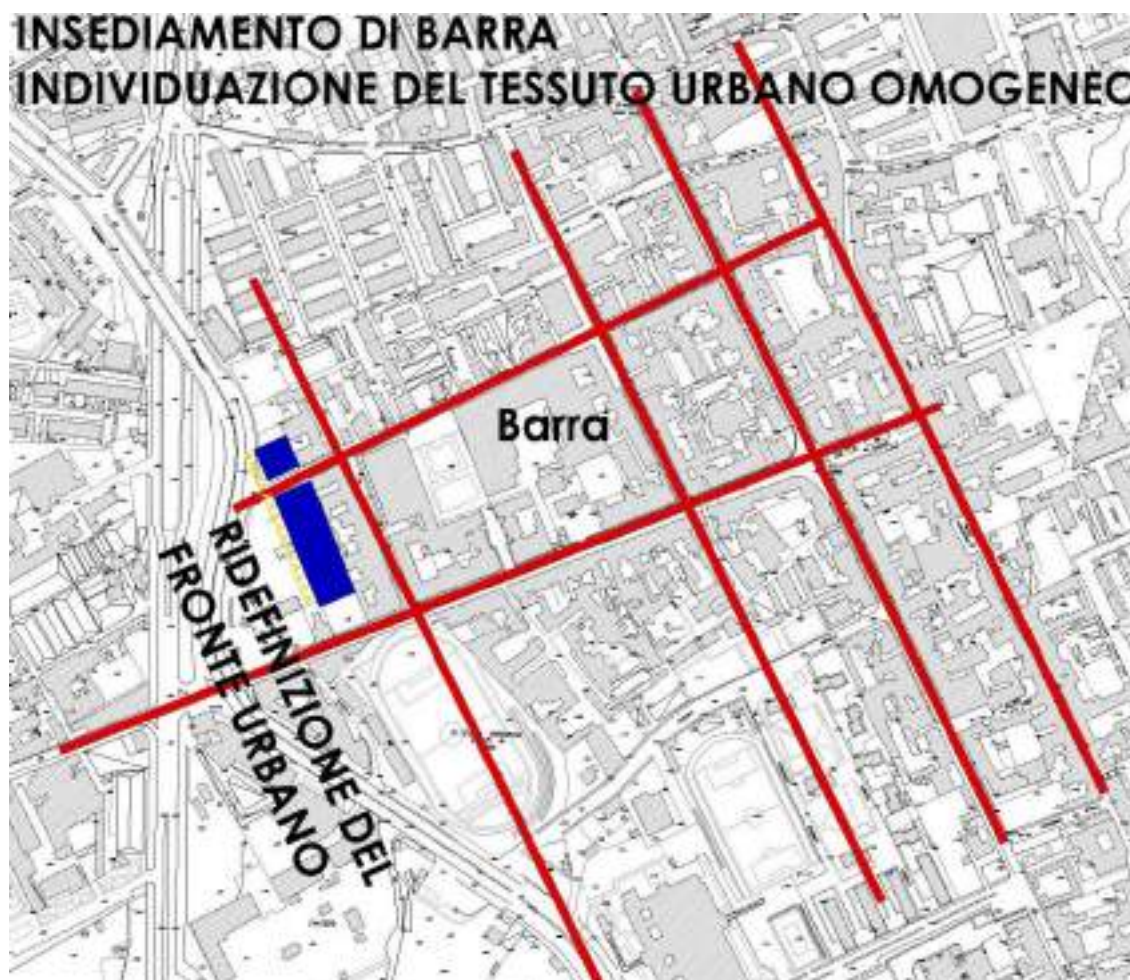 INSEDIAMENTO DI BARRA
INDIVIDUAZIONE DEL TESSUTO URBANO OMOGENEO
Barra
RIDEFINIZIONE DEL
FRONTE URBANO